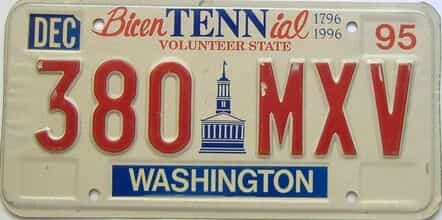 DEC BicenTENNial 1796 1996 95
VOLUNTEER STATE
380 MXV
WASHINGTON